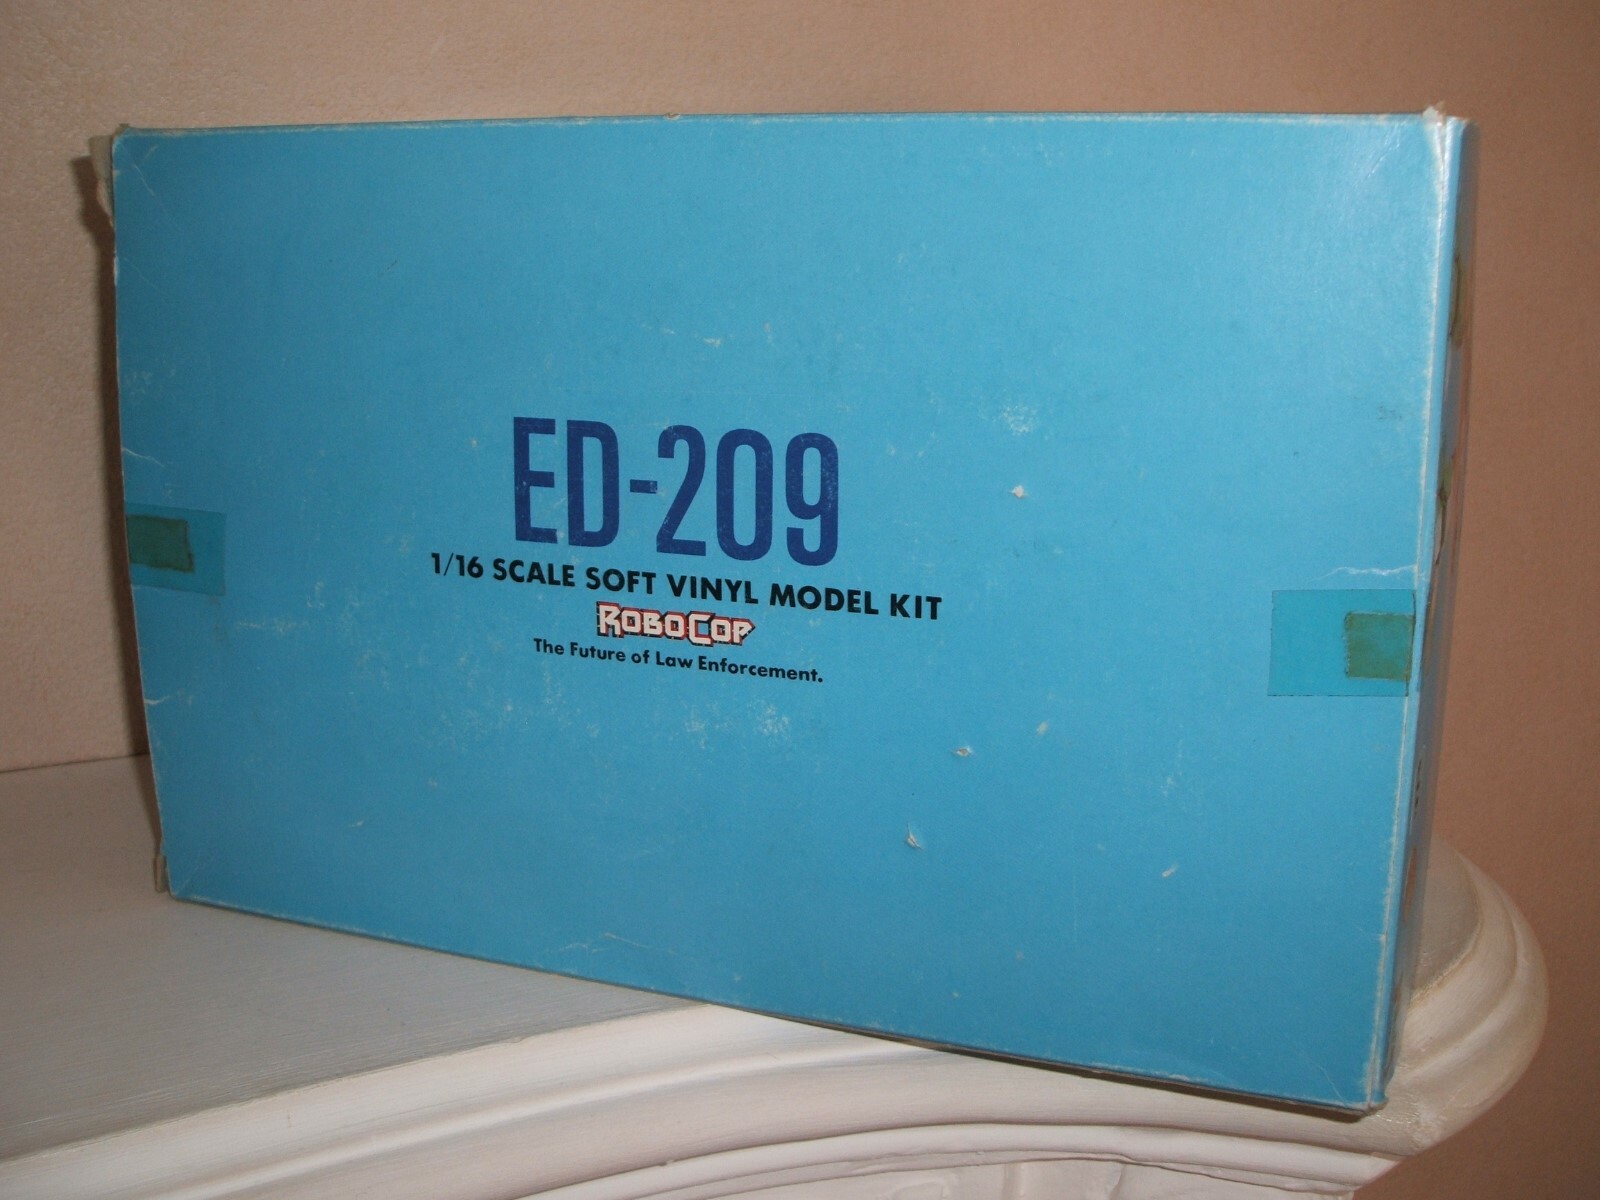 ED-209
1/16 SCALE SOFT VINYL MODEL KIT
ROBOCOP
The Future of Law Enforcement.